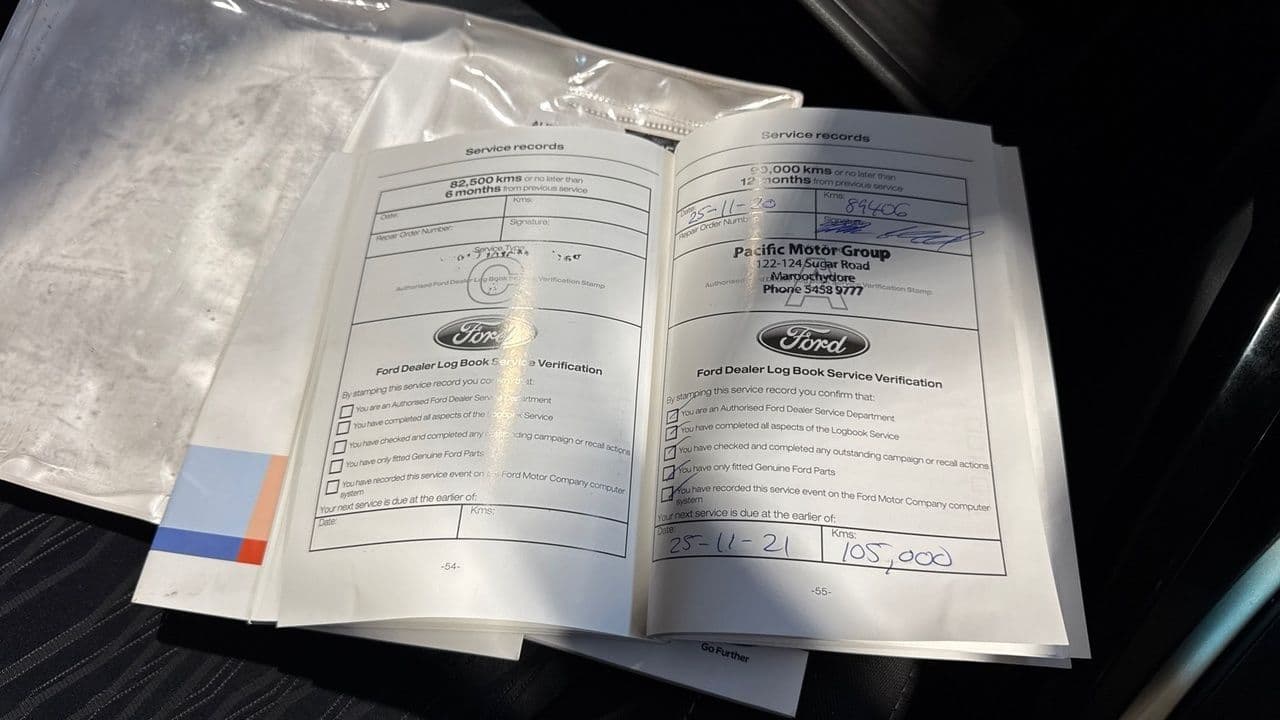 Service records
82,500 kms or no later than
6 months from previous service
Date:
Kms:
Repair Order Number:
Signature:
Service Type
C
Authorised Ford Dealer Log Book Verification Stamp
Ford
Ford Dealer Log Book Service Verification
By stamping this service record you that:
You are an Authorised Ford Dealer Department
You have completed all aspects of the Service
You have checked and completed any campaign or recall actions
You have only fitted Genuine Ford Parts
You have recorded this service event on Ford Motor Company computer
system
Your next service is due at the earlier of:
Date:
Kms:
-54-
Service records
90,000 kms or no later than
12 months from previous service
Date:
25-11-20
Kms:
89406
Repair Order Number
Signature
Pacific Motor Group
122-124 Sugar Road
Maroochydore
Phone 5458 9777
A
Authorised Verification Stamp
Ford
Ford Dealer Log Book Service Verification
By stamping this service record you confirm that:
You are an Authorised Ford Dealer Service Department
You have completed all aspects of the Logbook Service
You have checked and completed any outstanding campaign or recall actions
You have only fitted Genuine Ford Parts
You have recorded this service event on the Ford Motor Company computer
system
Your next service is due at the earlier of:
Date:
25-11-21
Kms:
105,000
-55-
Go Further